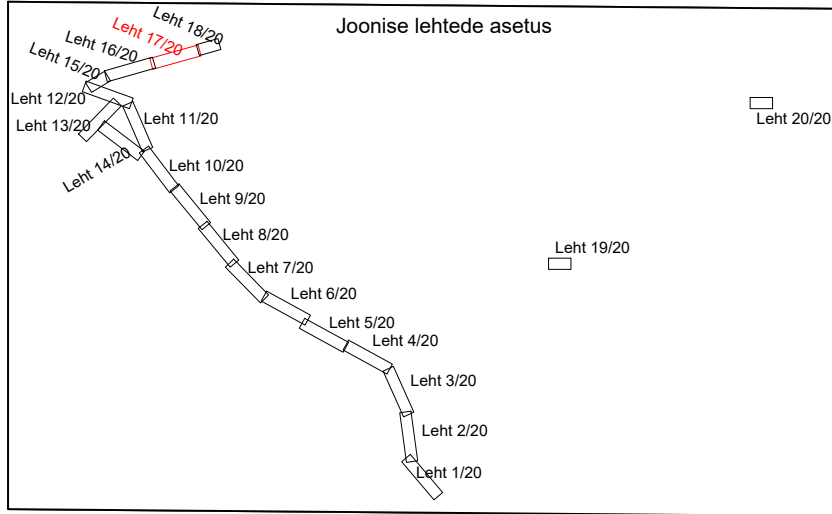 Joonise lehtede asetus
Leht 18/20
Leht 17/20
Leht 16/20
Leht 15/20
Leht 12/20
Leht 11/20
Leht 13/20
Leht 14/20
Leht 10/20
Leht 9/20
Leht 8/20
Leht 7/20
Leht 6/20
Leht 5/20
Leht 4/20
Leht 3/20
Leht 2/20
Leht 1/20
Leht 20/20
Leht 19/20